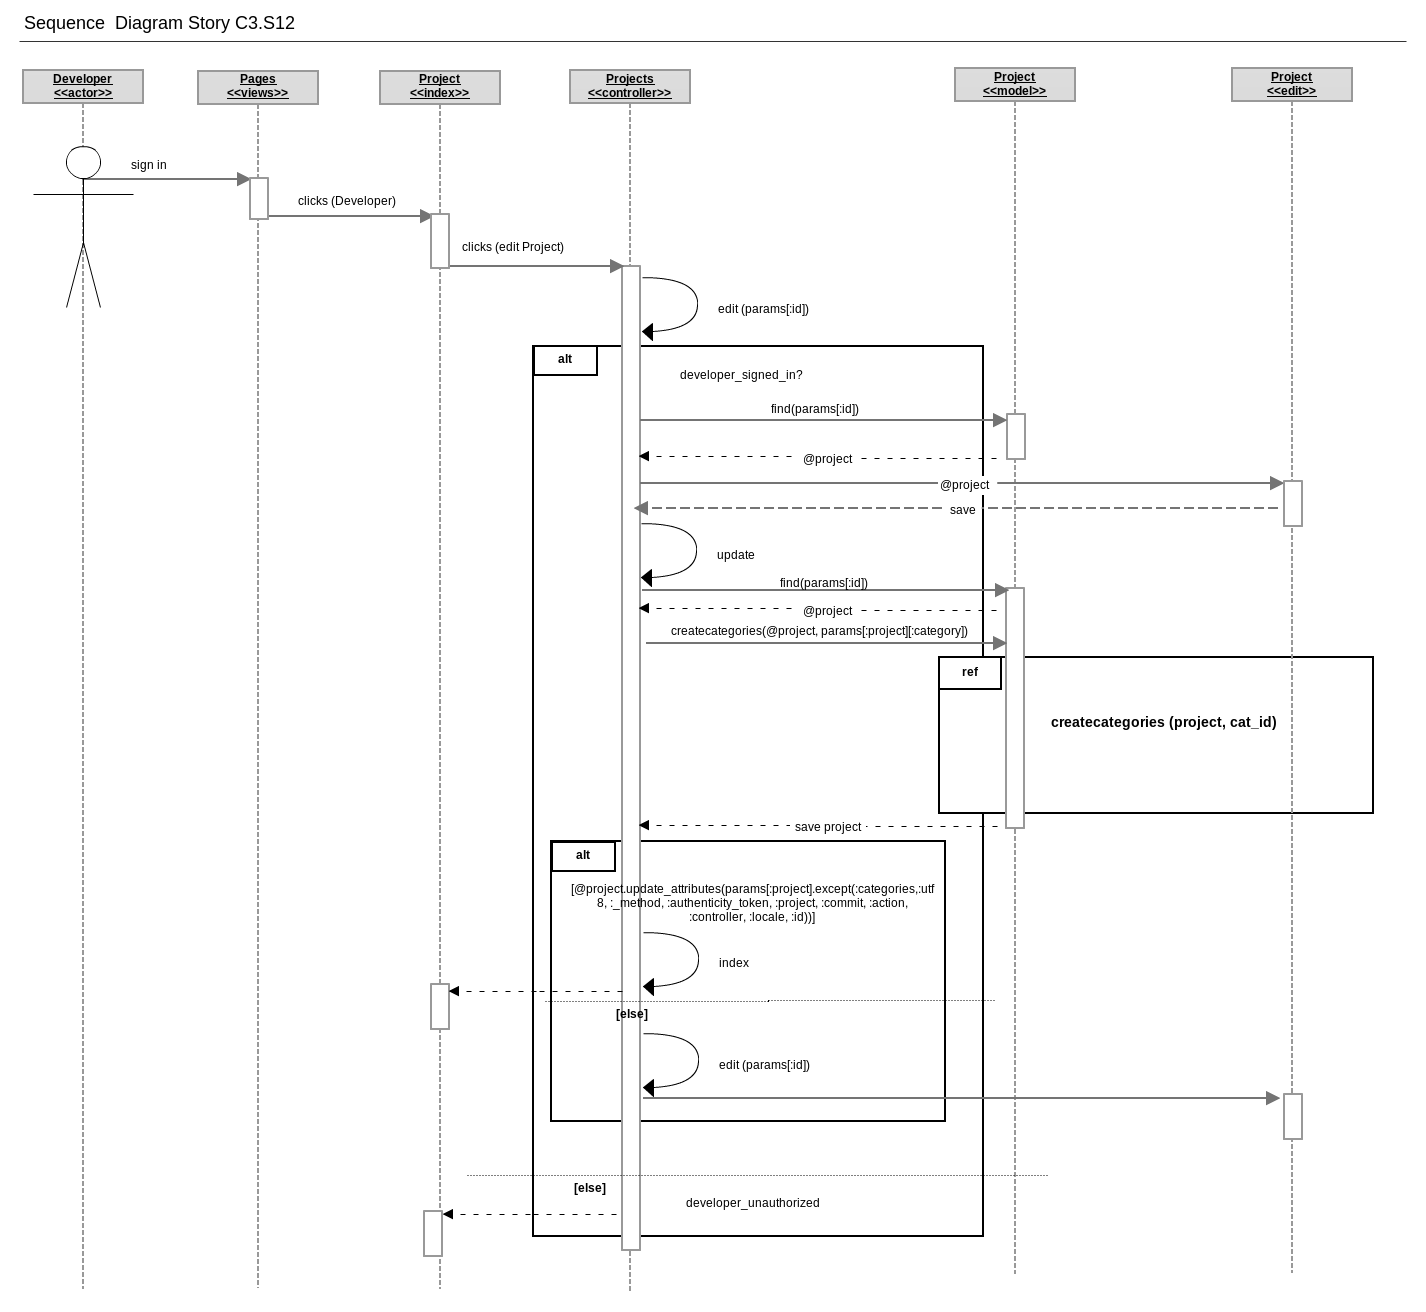 Sequence  Diagram Story C3.S12
Developer
<<actor>>
Pages
<<views>>
Project
<<index>>
Projects
<<controller>>
Project
<<model>>
Project
<<edit>>
sign in
clicks (Developer)
clicks (edit Project)
edit (params[:id])
alt
developer_signed_in?
find(params[:id])
@project
@project
save
update
find(params[:id])
@project
createcategories(@project, params[:project][:category])
ref
createcategories (project, cat_id)
save project
alt
[@project.update_attributes(params[:project].except(:categories,:utf
8, :_method, :authenticity_token, :project, :commit, :action,
:controller, :locale, :id))]
index
[else]
edit (params[:id])
[else]
developer_unauthorized